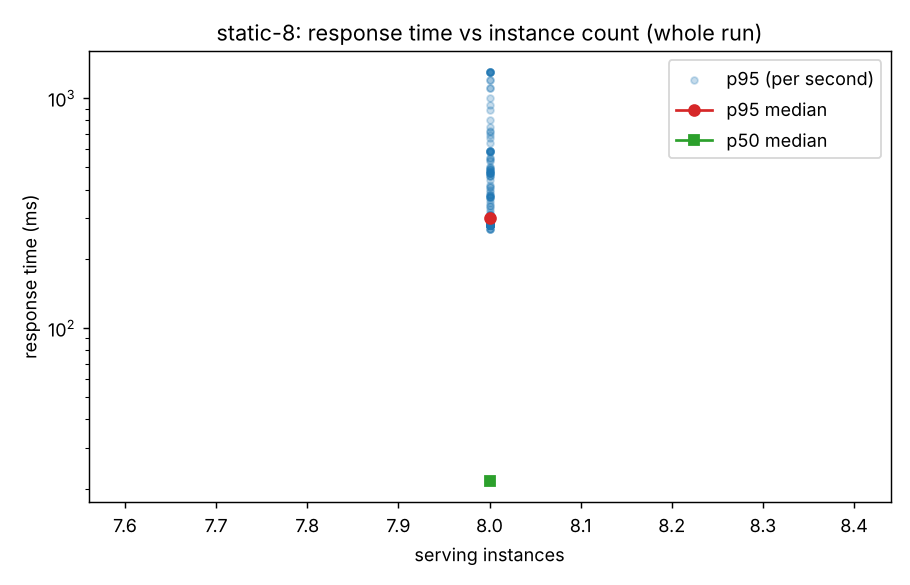 static-8: response time vs instance count (whole run)
p95 (per second)
p95 median
p50 median
response time (ms)
10³
10²
7.6 7.7 7.8 7.9 8.0 8.1 8.2 8.3 8.4
serving instances